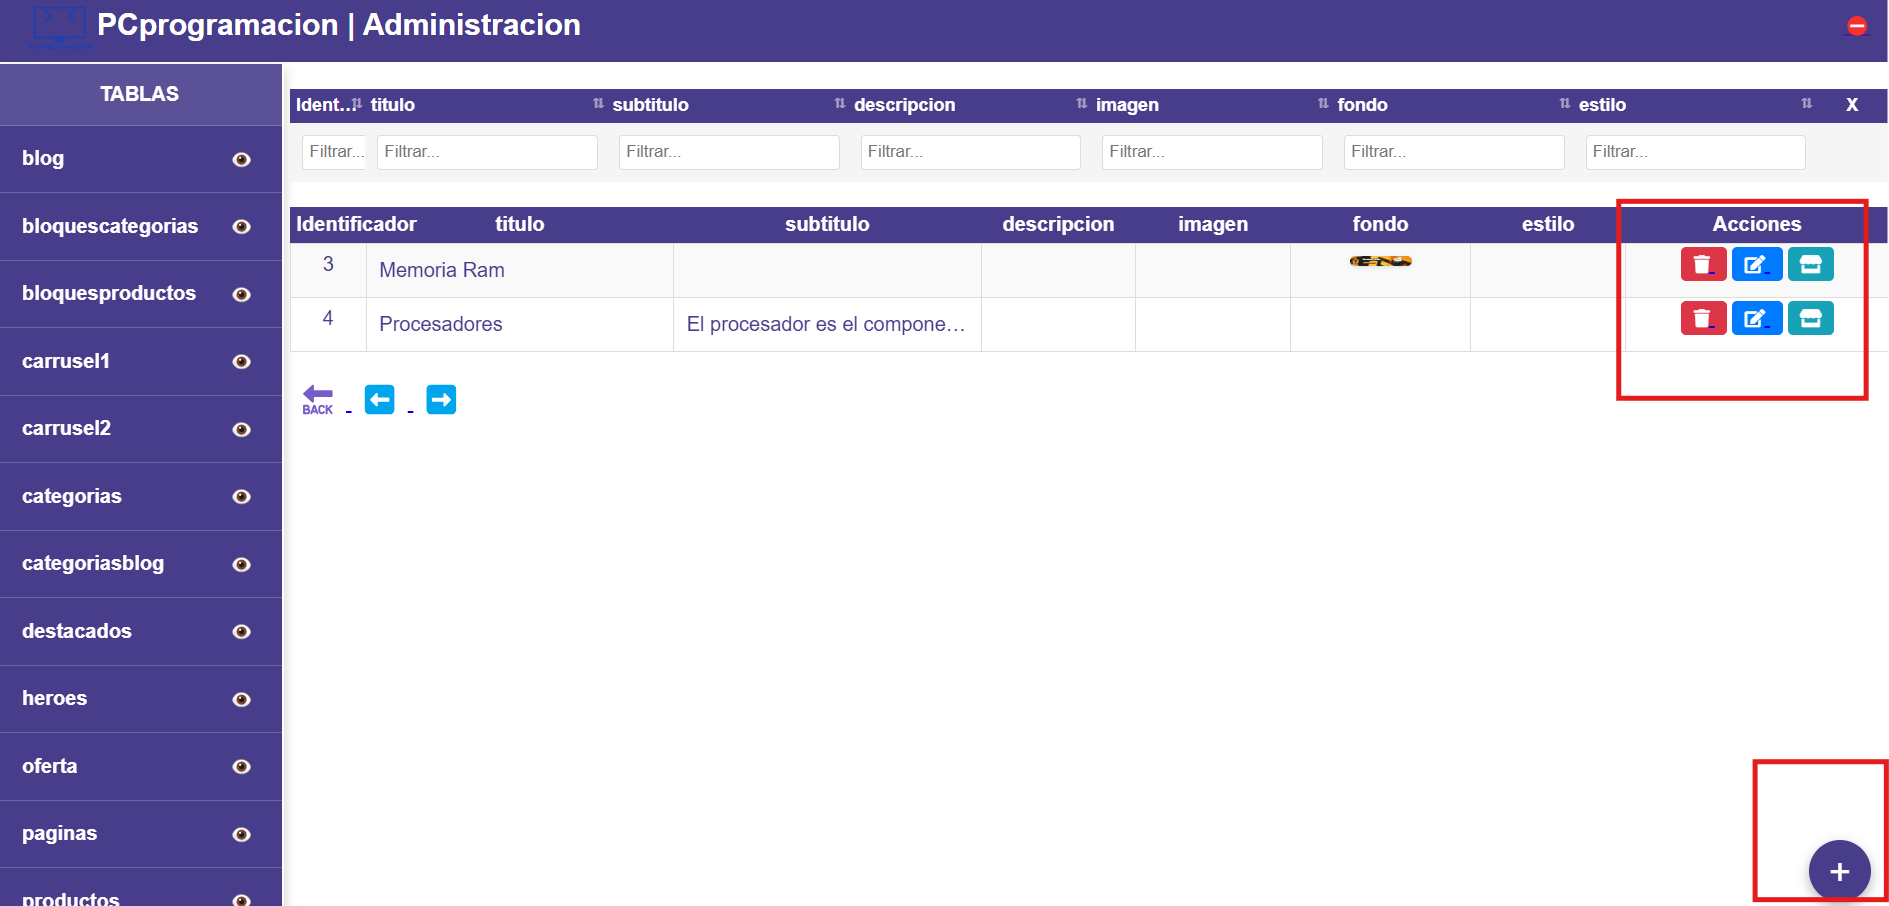 PCprogramacion | Administracion
TABLAS
blog
bloquescategorias
bloquesproductos
carrusel1
carrusel2
categorias
categoriasblog
destacados
heroes
oferta
paginas
productos
Ident... titulo subtitulo descripcion imagen fondo estilo X
Filtrar... Filtrar... Filtrar... Filtrar... Filtrar... Filtrar... Filtrar...
Identificador titulo subtitulo descripcion imagen fondo estilo Acciones
3 Memoria Ram
4 Procesadores El procesador es el compone...
BACK
+